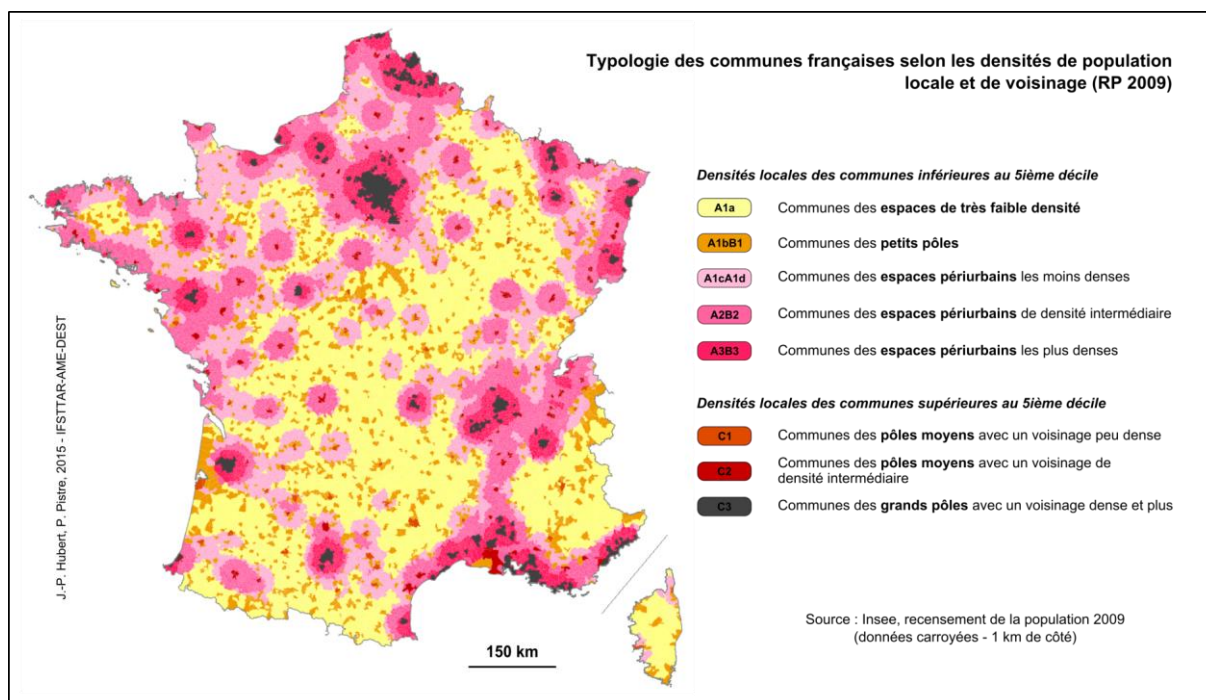 Typologie des communes françaises selon les densités de population
locale et de voisinage (RP 2009)
Densités locales des communes inférieures au 5ième décile
A1a Communes des espaces de très faible densité
A1bB1 Communes des petits pôles
A1cA1d Communes des espaces périurbains les moins denses
A2B2 Communes des espaces périurbains de densité intermédiaire
A3B3 Communes des espaces périurbains les plus denses
Densités locales des communes supérieures au 5ième décile
C1 Communes des pôles moyens avec un voisinage peu dense
C2 Communes des pôles moyens avec un voisinage de
densité intermédiaire
C3 Communes des grands pôles avec un voisinage dense et plus
J.-P. Hubert, P. Pistre, 2015 - IFSTTAR-AME-DEST
150 km
Source : Insee, recensement de la population 2009
(données carroyées - 1 km de côté)